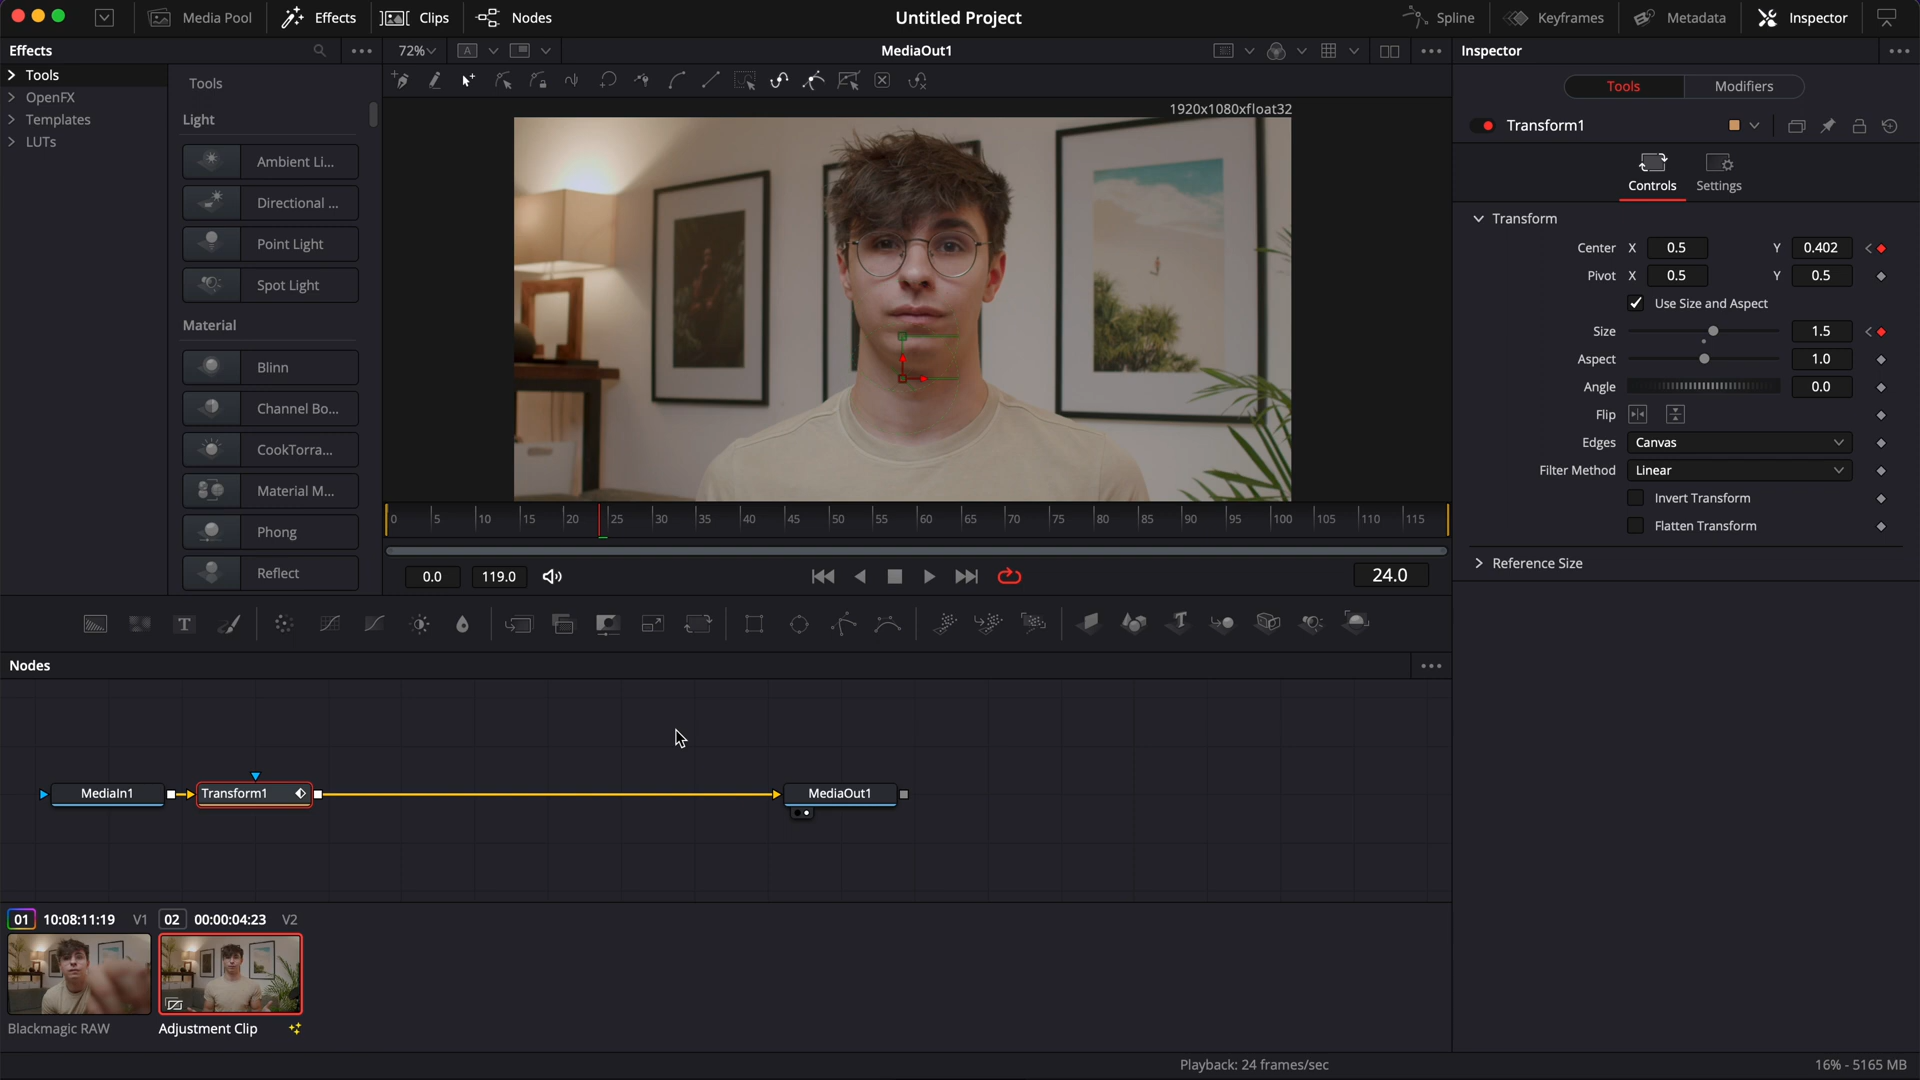 Media Pool
Effects
Clips
Nodes
Untitled Project
Spline
Keyframes
Metadata
Inspector
Effects
72%
A
MediaOut1
Inspector
Tools
OpenFX
Templates
LUTs
Tools
Light
Ambient Li...
Directional ...
Point Light
Spot Light
Material
Blinn
Channel Bo...
CookTorra...
Material M...
Phong
Reflect
1920x1080xfloat32
0 5 10 15 20 25 30 35 40 45 50 55 60 65 70 75 80 85 90 95 100 105 110 115
0.0
119.0
24.0
Tools
Modifiers
Transform1
Controls
Settings
Transform
Center X 0.5 Y 0.402
Pivot X 0.5 Y 0.5
Use Size and Aspect
Size 1.5
Aspect 1.0
Angle 0.0
Flip
Edges Canvas
Filter Method Linear
Invert Transform
Flatten Transform
Reference Size
T
T
Nodes
MediaIn1
Transform1
MediaOut1
01 10:08:11:19 V1
02 00:00:04:23 V2
Blackmagic RAW
Adjustment Clip
Playback: 24 frames/sec
16% - 5165 MB